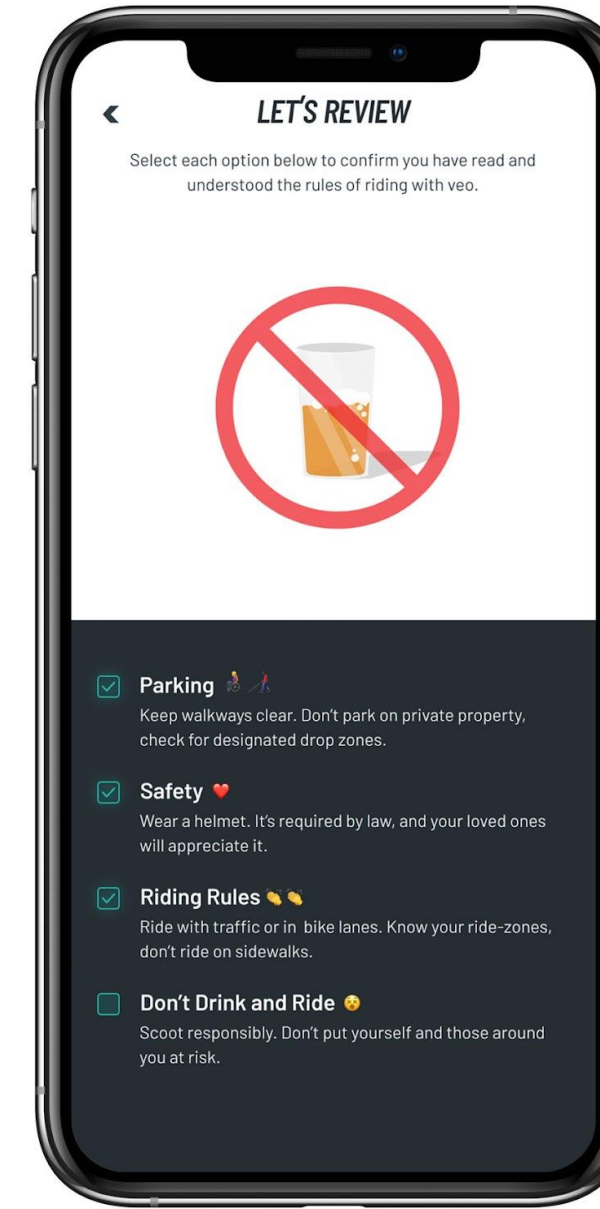 LET'S REVIEW
Select each option below to confirm you have read and
understood the rules of riding with veo.
Parking
Keep walkways clear. Don't park on private property,
check for designated drop zones.
Safety
Wear a helmet. It's required by law, and your loved ones
will appreciate it.
Riding Rules
Ride with traffic or in bike lanes. Know your ride-zones,
don't ride on sidewalks.
Don't Drink and Ride
Scoot responsibly. Don't put yourself and those around
you at risk.